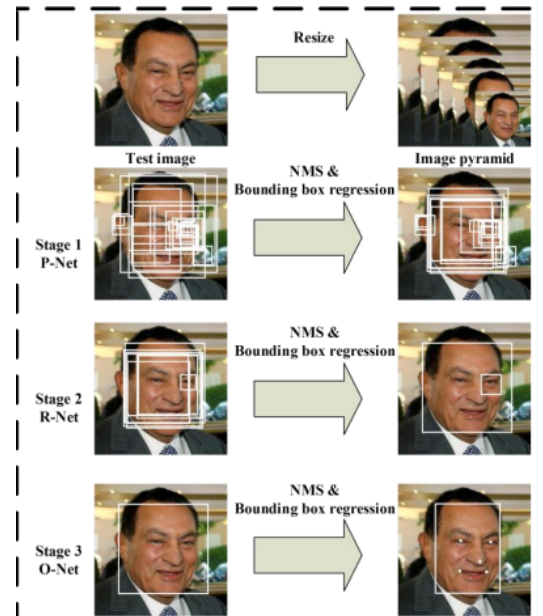 Resize
Test image
Image pyramid
NMS &
Bounding box regression
Stage 1
P-Net
NMS &
Bounding box regression
Stage 2
R-Net
NMS &
Bounding box regression
Stage 3
O-Net